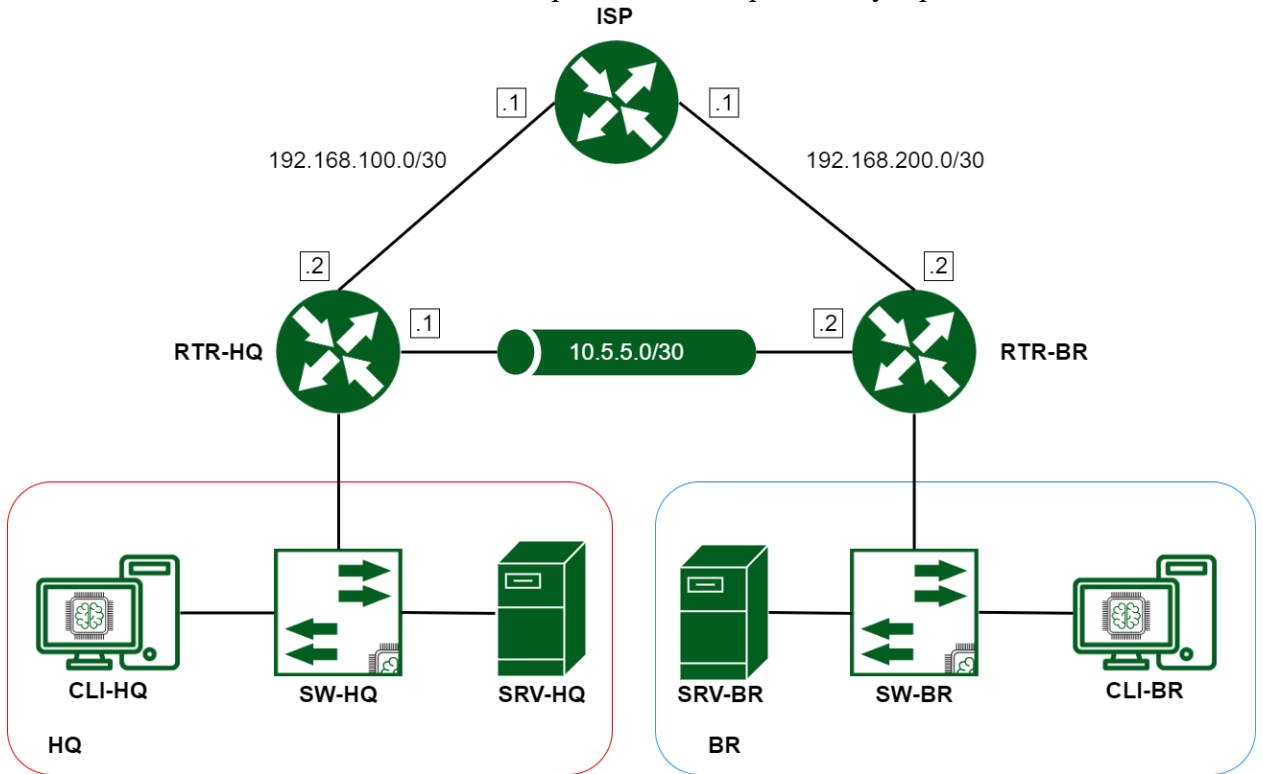 ISP
.1
.1
192.168.100.0/30
192.168.200.0/30
.2
.2
RTR-HQ
.1
10.5.5.0/30
.2
RTR-BR
CLI-HQ
SW-HQ
SRV-HQ
SRV-BR
SW-BR
CLI-BR
HQ
BR